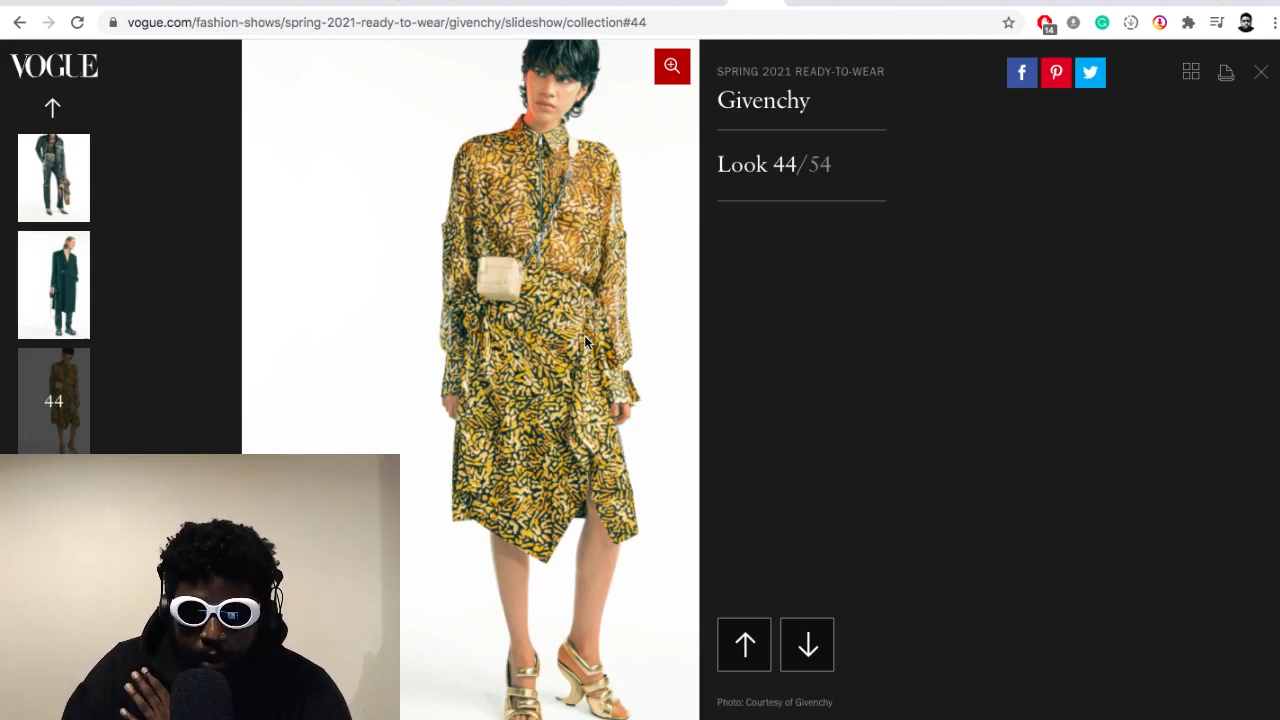 vogue.com/fashion-shows/spring-2021-ready-to-wear/givenchy/slideshow/collection#44
14
VOGUE
SPRING 2021 READY-TO-WEAR
Givenchy
Look 44/54
44
Photo: Courtesy of Givenchy